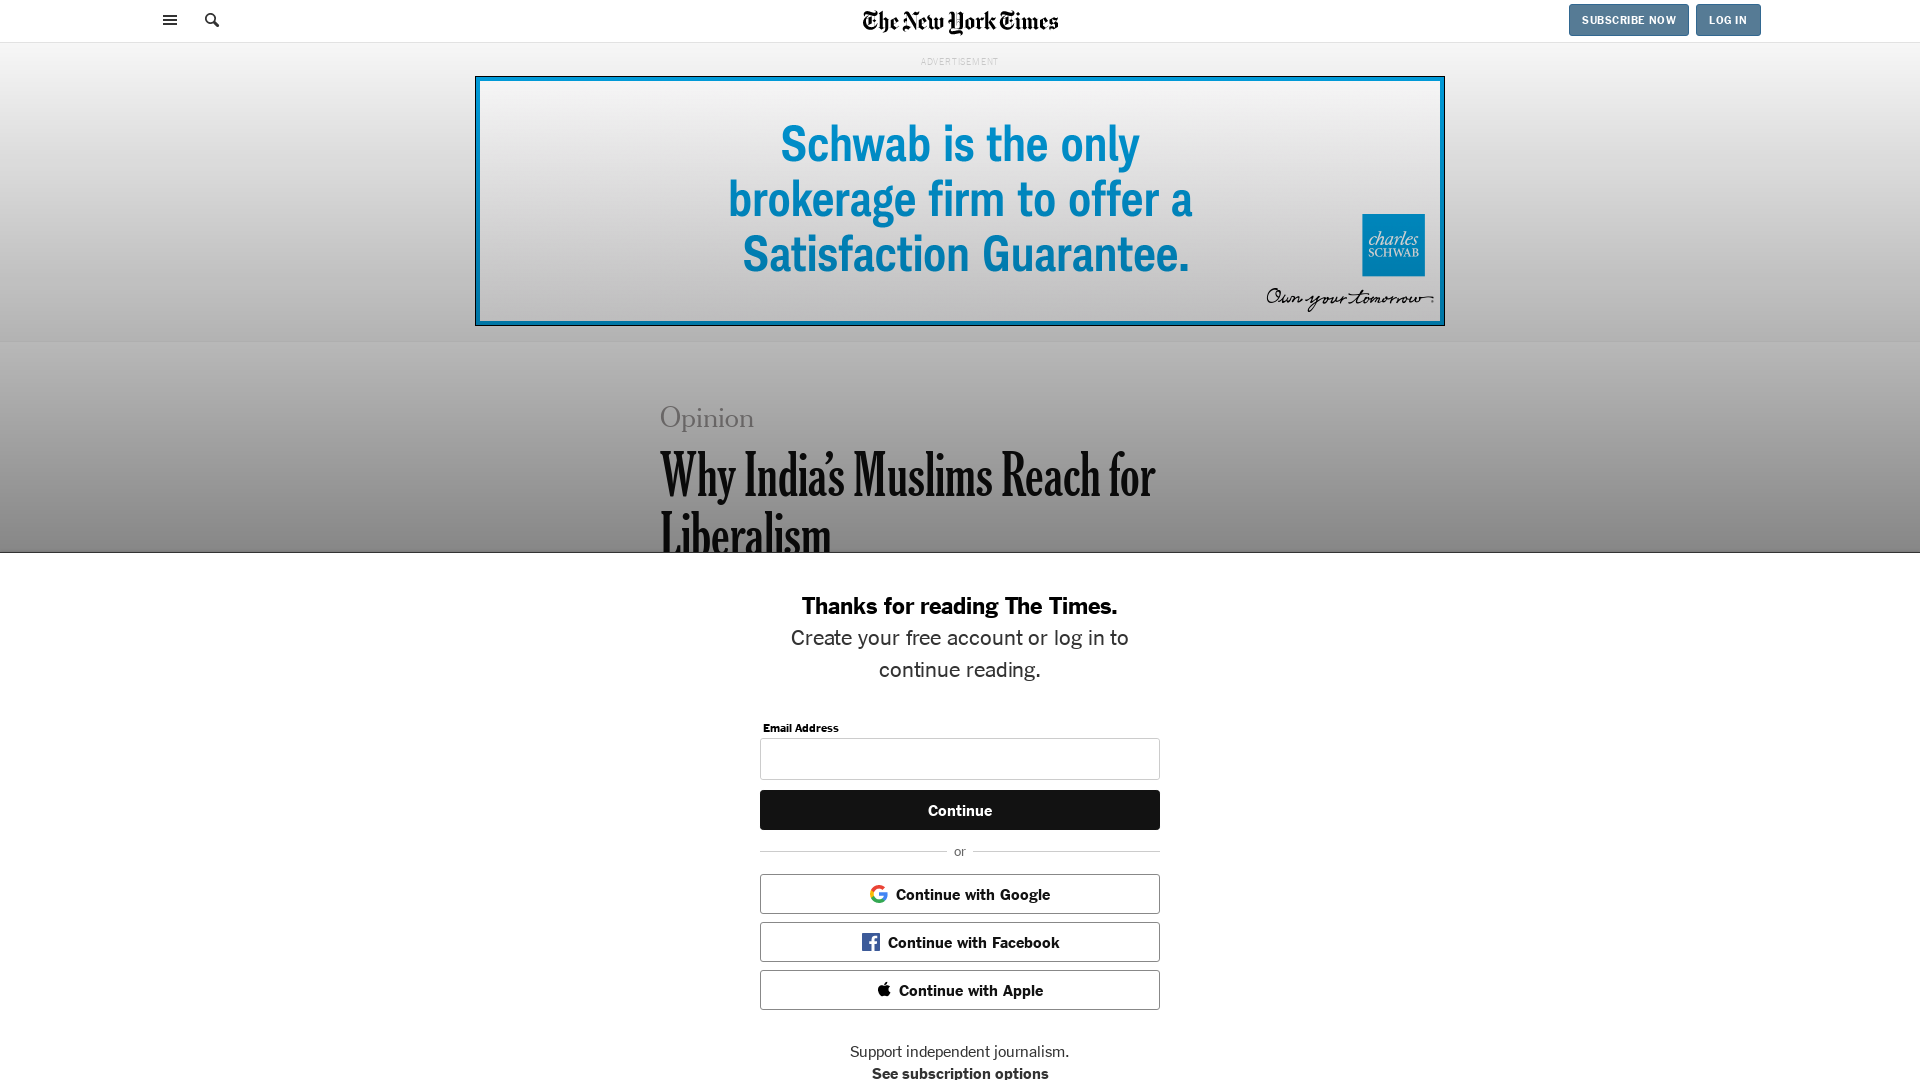 The New York Times
SUBSCRIBE NOW
LOG IN
ADVERTISEMENT
Schwab is the only
brokerage firm to offer a
Satisfaction Guarantee.
charles
SCHWAB
Own your tomorrow
Opinion
Why India’s Muslims Reach for
Liberalism
Thanks for reading The Times.
Create your free account or log in to
continue reading.
Email Address
Continue
or
Continue with Google
Continue with Facebook
Continue with Apple
Support independent journalism.
See subscription options